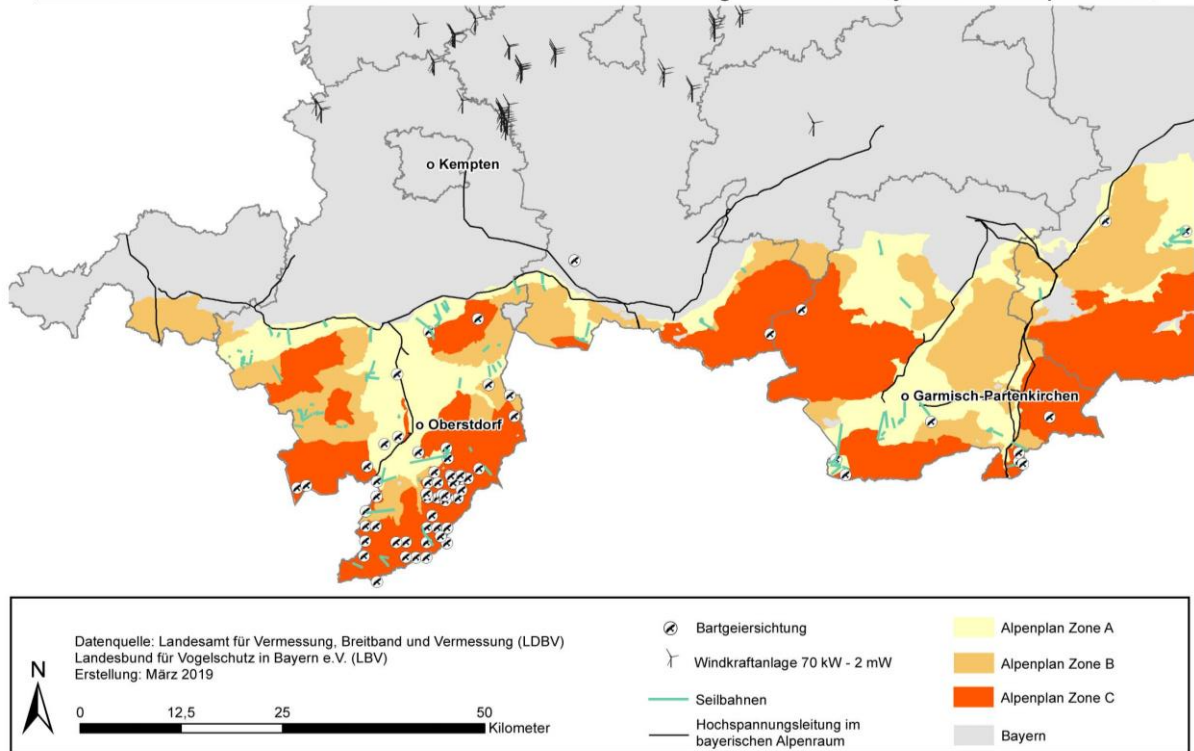 o Kempten
o Oberstdorf
o Garmisch-Partenkirchen
Datenquelle: Landesamt für Vermessung, Breitband und Vermessung (LDBV)
Landesbund für Vogelschutz in Bayern e.V. (LBV)
Erstellung: März 2019
N
0 12,5 25 50
Kilometer
Bartgeiersichtung
Windkraftanlage 70 kW - 2 mW
Seilbahnen
Hochspannungsleitung im
bayerischen Alpenraum
Alpenplan Zone A
Alpenplan Zone B
Alpenplan Zone C
Bayern